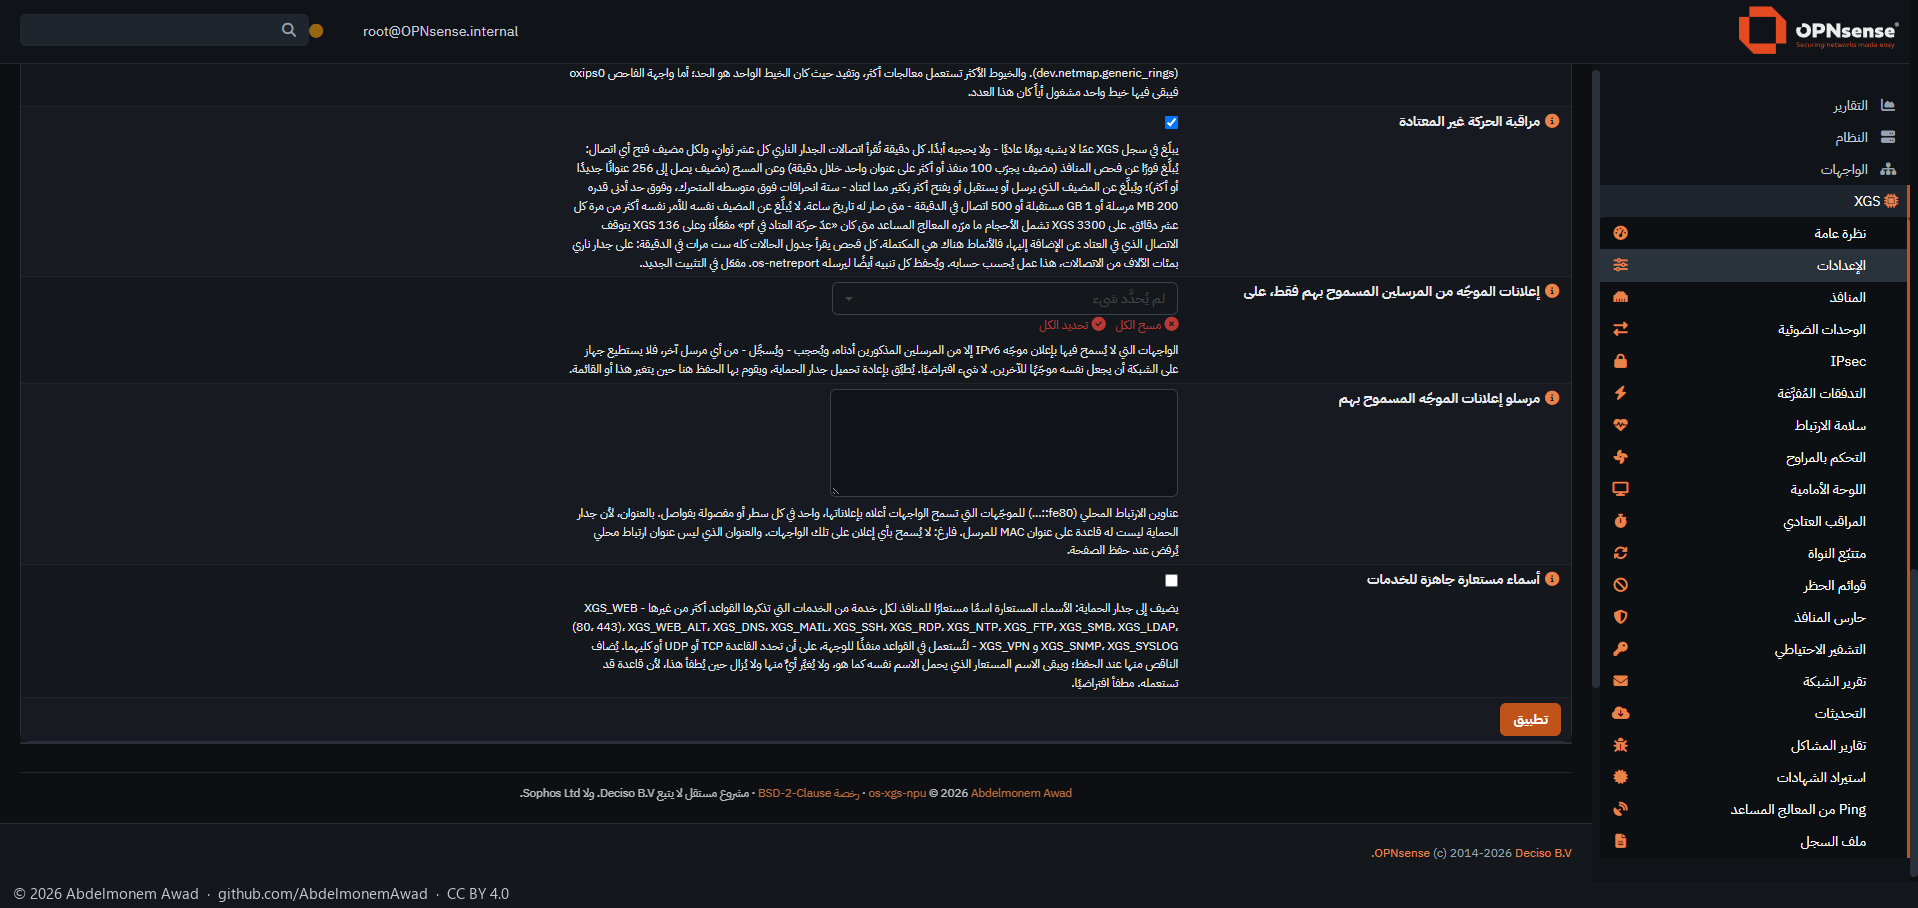 root@OPNsense.internal
OPNsense
Securing networks made easy
التقارير
النظام
الواجهات
XGS
نظرة عامة
الإعدادات
المنافذ
الوحدات الضوئية
IPsec
التدفقات المُفرَّغة
سلامة الارتباط
التحكم بالمراوح
اللوحة الأمامية
المراقب العتادي
متتبّع النواة
قوائم الحظر
حارس المنافذ
التشفير الاحتياطي
تقرير الشبكة
التحديثات
تقارير المشاكل
استيراد الشهادات
Ping من المعالج المساعد
ملف السجل
(dev.netmap.generic_rings). والخيوط الأكثر تستعمل معالجات أكثر، وتفيد حيث كان الخيط الواحد هو الحد؛ أما واجهة الفاحص oxips0
فيبقى فيها خيط واحد مشغول أياً كان هذا العدد.
مراقبة الحركة غير المعتادة
يبلّغ في سجل XGS عمّا لا يشبه يومًا عاديًا - ولا يحجبه أبدًا. كل دقيقة تُقرأ اتصالات الجدار الناري كل عشر ثوانٍ، ولكل مضيف فتح أي اتصال:
يُبلَّغ فورًا عن فحص المنافذ (مضيف يجرّب 100 منفذ أو أكثر على عنوان واحد خلال دقيقة) وعن المسح (مضيف يصل إلى 256 عنوانًا جديدًا
أو أكثر)؛ ويُبلَّغ عن المضيف الذي يرسل أو يستقبل أو يفتح أكثر بكثير مما اعتاد - ستة انحرافات فوق متوسطه المتحرك، وفوق حد أدنى قدره
200 MB مرسلة أو 1 GB مستقبلة أو 500 اتصال في الدقيقة - متى صار له تاريخ ساعة. لا يُبلَّغ عن المضيف نفسه للأمر نفسه أكثر من مرة كل
عشر دقائق. على XGS 3300 تشمل الأحجام ما مرّره المعالج المساعد متى كان «عدّ حركة العتاد في pf» مفعّلًا؛ وعلى XGS 136 يتوقف
الاتصال الذي في العتاد عن الإضافة إليها، فالأنماط هناك هي المكتملة. كل فحص يقرأ جدول الحالات كله ست مرات في الدقيقة: على جدار ناري
بمئات الآلاف من الاتصالات، هذا عمل يُحسب حسابه. ويُحفظ كل تنبيه أيضًا ليرسله os-netreport. مفعّل في التثبيت الجديد.
إعلانات الموجّه من المرسلين المسموح بهم فقط، على
لم يُحدَّد شيء
مسح الكل
تحديد الكل
الواجهات التي لا يُسمح فيها بإعلان موجّه IPv6 إلا من المرسلين المذكورين أدناه، ويُحجب - ويُسجَّل - من أي مرسل آخر، فلا يستطيع جهاز
على الشبكة أن يجعل نفسه موجّهًا للآخرين. لا شيء افتراضيًا. يُطبَّق بإعادة تحميل جدار الحماية، ويقوم بها الحفظ هنا حين يتغير هذا أو القائمة.
مرسلو إعلانات الموجّه المسموح بهم
عناوين الارتباط المحلي (fe80::...) للموجّهات التي تسمح الواجهات أعلاه بإعلاناتها، واحد في كل سطر أو مفصولة بفواصل. بالعنوان، لأن جدار
الحماية ليست له قاعدة على عنوان MAC للمرسل. فارغ: لا يُسمح بأي إعلان على تلك الواجهات. والعنوان الذي ليس عنوان ارتباط محلي
يُرفض عند حفظ الصفحة.
أسماء مستعارة جاهزة للخدمات
يضيف إلى جدار الحماية: الأسماء المستعارة اسمًا مستعارًا للمنافذ لكل خدمة من الخدمات التي تذكرها القواعد أكثر من غيرها - XGS_WEB
(80، 443)، XGS_WEB_ALT، XGS_DNS، XGS_MAIL، XGS_SSH، XGS_RDP، XGS_NTP، XGS_FTP، XGS_SMB، XGS_LDAP،
XGS_SNMP، XGS_SYSLOG و XGS_VPN - لتُستعمل في القواعد منفذًا للوجهة، على أن تحدد القاعدة TCP أو UDP أو كليهما. يُضاف
الناقص منها عند الحفظ؛ ويبقى الاسم المستعار الذي يحمل الاسم نفسه كما هو، ولا يُغيَّر أيٌّ منها ولا يُزال حين يُطفأ هذا، لأن قاعدة قد
تستعمله. مطفأ افتراضيًا.
تطبيق
os-xgs-npu © 2026 Abdelmonem Awad · رخصة BSD-2-Clause · مشروع مستقل لا يتبع Deciso B.V. ولا Sophos Ltd.
OPNsense (c) 2014-2026 Deciso B.V.
© 2026 Abdelmonem Awad · github.com/AbdelmonemAwad · CC BY 4.0